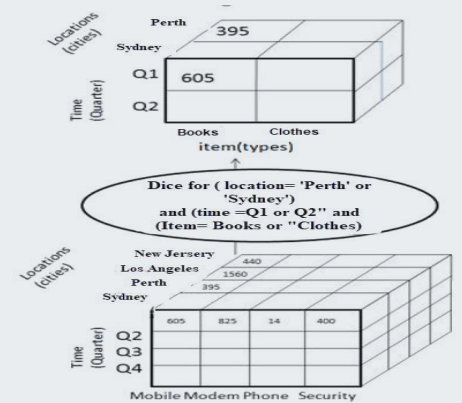 Locations
(cities)
Perth
395
Sydney
Time
(Quarter)
Q1
605
Q2
Books Clothes
item(types)
Dice for ( location= 'Perth' or
'Sydney')
and (time =Q1 or Q2" and
(Item= Books or "Clothes)
Locations
(cities)
New Jersery
440
Los Angeles
1560
Perth
395
Sydney
605 825 14 400
Time
(Quarter)
Q2
Q3
Q4
Mobile Modem Phone Security